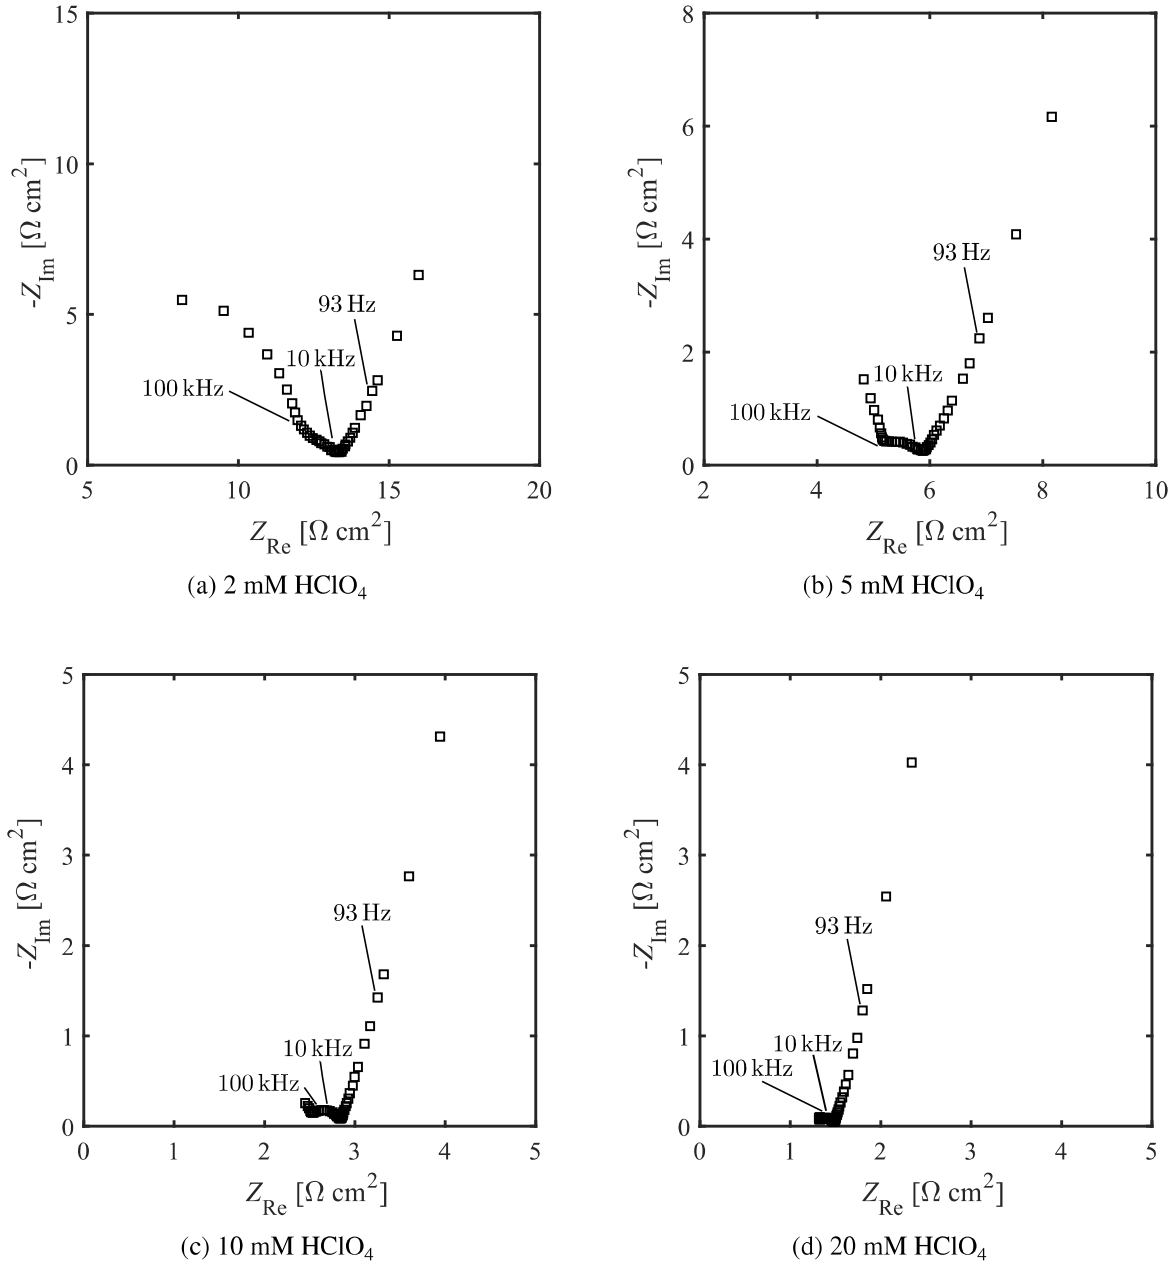 15
10
5
0
5
10
15
20
-Z_Im [Ω cm²]
Z_Re [Ω cm²]
93 Hz
10 kHz
100 kHz
(a) 2 mM HClO₄
8
6
4
2
0
2
4
6
8
10
-Z_Im [Ω cm²]
Z_Re [Ω cm²]
93 Hz
10 kHz
100 kHz
(b) 5 mM HClO₄
5
4
3
2
1
0
0
1
2
3
4
5
-Z_Im [Ω cm²]
Z_Re [Ω cm²]
93 Hz
10 kHz
100 kHz
(c) 10 mM HClO₄
5
4
3
2
1
0
0
1
2
3
4
5
-Z_Im [Ω cm²]
Z_Re [Ω cm²]
93 Hz
10 kHz
100 kHz
(d) 20 mM HClO₄